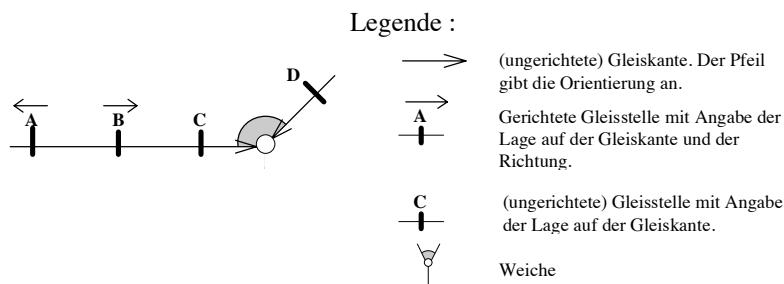 Legende :
(ungerichtete) Gleiskante. Der Pfeil
gibt die Orientierung an.
A
Gerichtete Gleisstelle mit Angabe der
Lage auf der Gleiskante und der
Richtung.
C
(ungerichtete) Gleisstelle mit Angabe
der Lage auf der Gleiskante.
Weiche
A
B
C
D